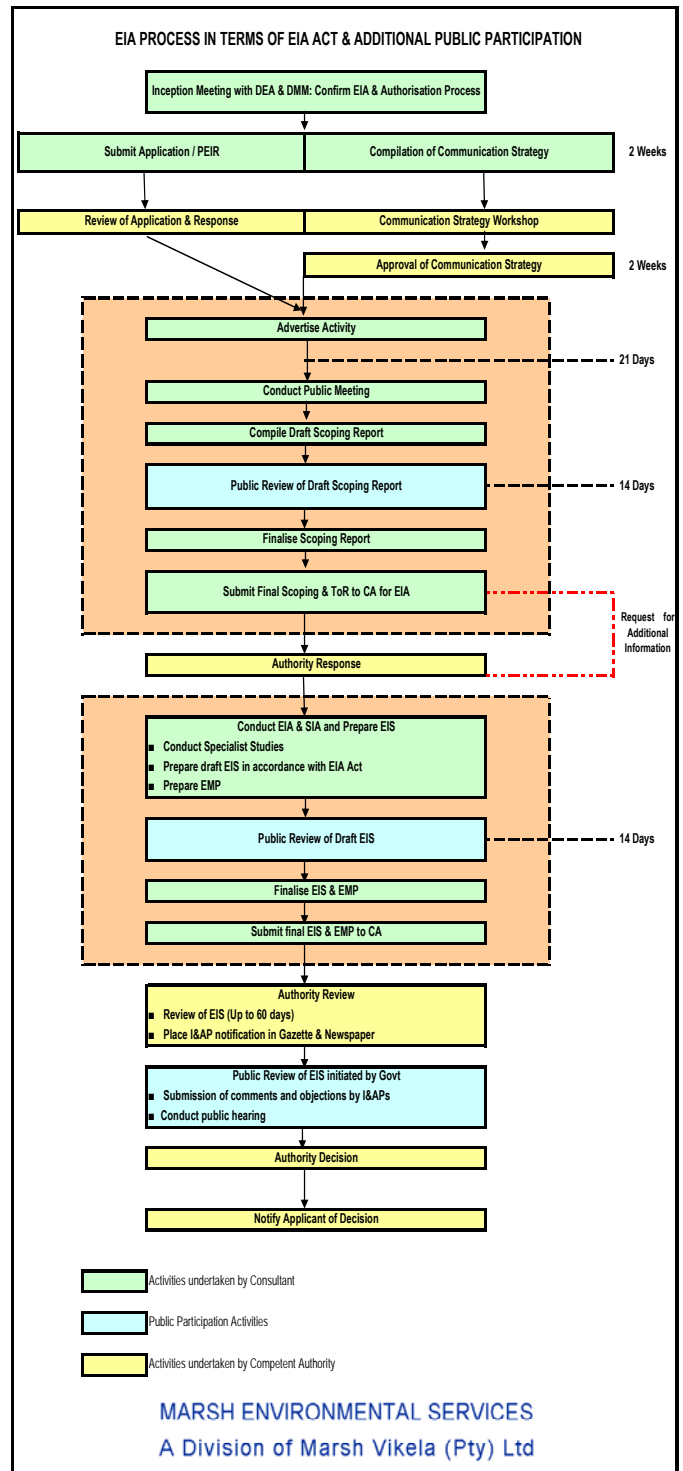 EIA PROCESS IN TERMS OF EIA ACT & ADDITIONAL PUBLIC PARTICIPATION
Inception Meeting with DEA & DMM: Confirm EIA & Authorisation Process
Submit Application / PEIR
Compilation of Communication Strategy
2 Weeks
Review of Application & Response
Communication Strategy Workshop
Approval of Communication Strategy
2 Weeks
Advertise Activity
21 Days
Conduct Public Meeting
Compile Draft Scoping Report
Public Review of Draft Scoping Report
14 Days
Finalise Scoping Report
Submit Final Scoping & ToR to CA for EIA
Request for
Additional
Information
Authority Response
Conduct EIA & SIA and Prepare EIS
■ Conduct Specialist Studies
■ Prepare draft EIS in accordance with EIA Act
■ Prepare EMP
Public Review of Draft EIS
14 Days
Finalise EIS & EMP
Submit final EIS & EMP to CA
Authority Review
■ Review of EIS (Up to 60 days)
■ Place I&AP notification in Gazette & Newspaper
Public Review of EIS initiated by Govt
■ Submission of comments and objections by I&APs
■ Conduct public hearing
Authority Decision
Notify Applicant of Decision
Activities undertaken by Consultant
Public Participation Activities
Activities undertaken by Competent Authority
MARSH ENVIRONMENTAL SERVICES
A Division of Marsh Vikela (Pty) Ltd